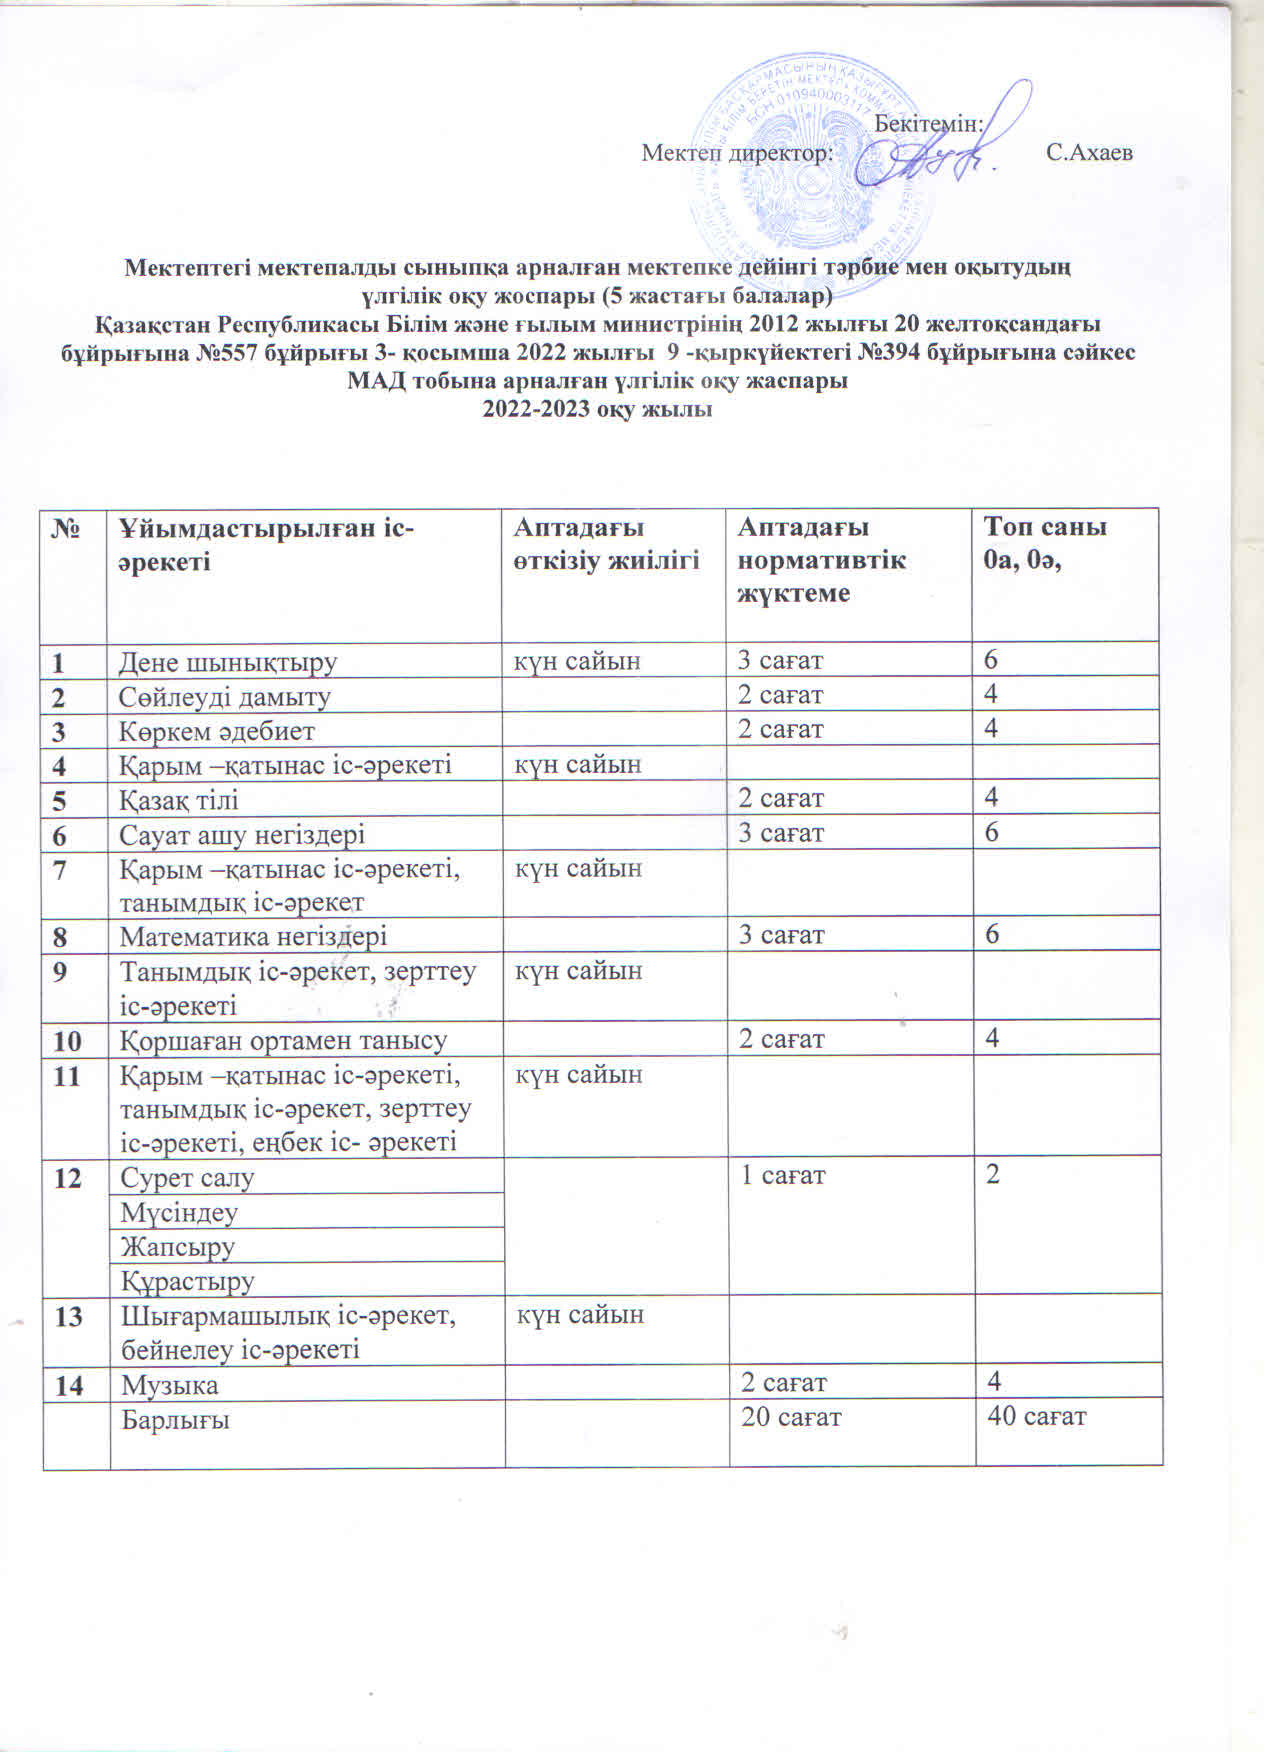 БСН 010940003117
Бекітемін:
Мектеп директор: С.Ахаев
Мектептегі мектепалды сыныпқа арналған мектепке дейінгі тәрбие мен оқытудың
үлгілік оқу жоспары (5 жастағы балалар)
Қазақстан Республикасы Білім және ғылым министрінің 2012 жылғы 20 желтоқсандағы
бұйрығына №557 бұйрығы 3- қосымша 2022 жылғы 9 -қыркүйектегі №394 бұйрығына сәйкес
МАД тобына арналған үлгілік оқу жаспары
2022-2023 оқу жылы
№ Ұйымдастырылған іс- Аптадағы Аптадағы Топ саны
әрекеті өткізіу жиілігі нормативтік 0а, 0ә,
жүктеме
1 Дене шынықтыру күн сайын 3 сағат 6
2 Сөйлеуді дамыту 2 сағат 4
3 Көркем әдебиет 2 сағат 4
4 Қарым –қатынас іс-әрекеті күн сайын
5 Қазақ тілі 2 сағат 4
6 Сауат ашу негіздері 3 сағат 6
7 Қарым –қатынас іс-әрекеті, күн сайын
танымдық іс-әрекет
8 Математика негіздері 3 сағат 6
9 Танымдық іс-әрекет, зерттеу күн сайын
іс-әрекеті
10 Қоршаған ортамен танысу 2 сағат 4
11 Қарым –қатынас іс-әрекеті, күн сайын
танымдық іс-әрекет, зерттеу
іс-әрекеті, еңбек іс- әрекеті
12 Сурет салу 1 сағат 2
Мүсіндеу
Жапсыру
Құрастыру
13 Шығармашылық іс-әрекет, күн сайын
бейнелеу іс-әрекеті
14 Музыка 2 сағат 4
Барлығы 20 сағат 40 сағат